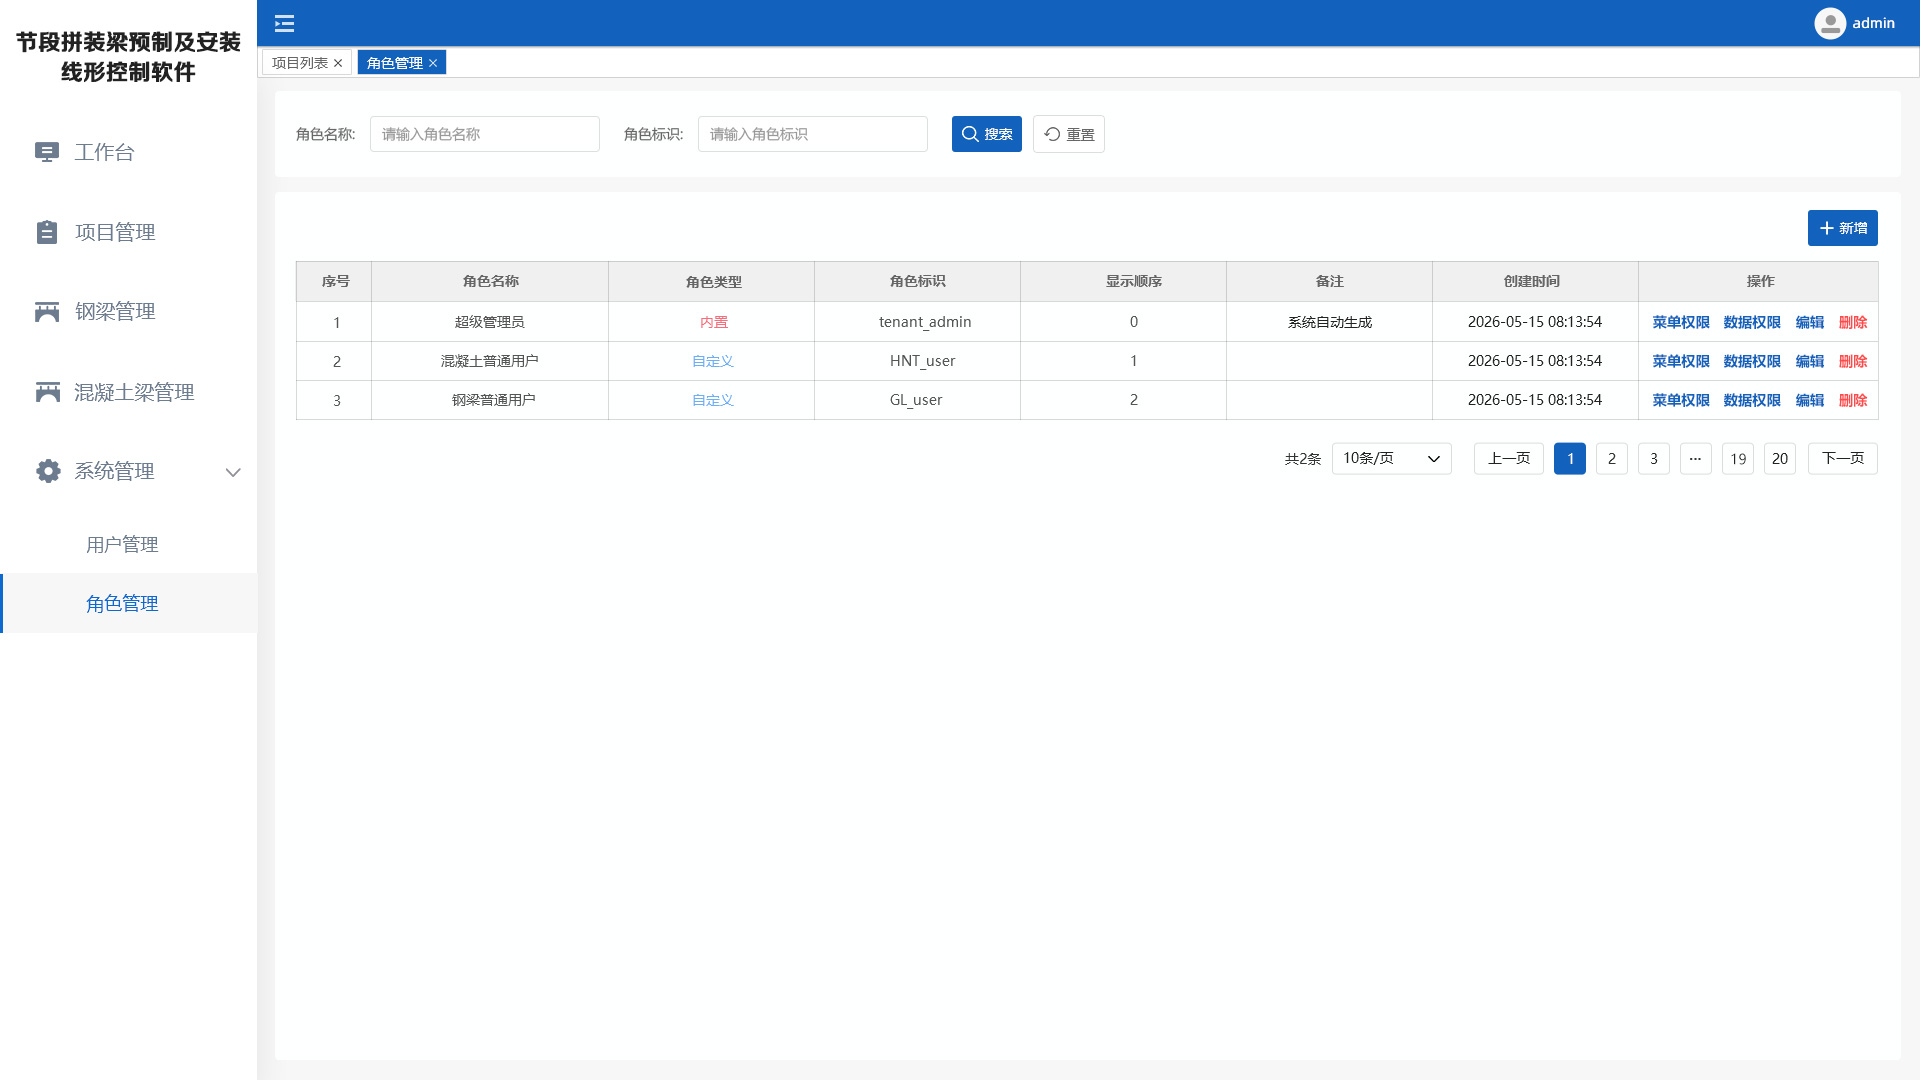 节段拼装梁预制及安装
线形控制软件
工作台
项目管理
钢梁管理
混凝土梁管理
系统管理
用户管理
角色管理
admin
项目列表 × 角色管理 ×
角色名称: 请输入角色名称 角色标识: 请输入角色标识 搜索 重置
新增
序号 角色名称 角色类型 角色标识 显示顺序 备注 创建时间 操作
1 超级管理员 内置 tenant_admin 0 系统自动生成 2026-05-15 08:13:54 菜单权限 数据权限 编辑 删除
2 混凝土普通用户 自定义 HNT_user 1 2026-05-15 08:13:54 菜单权限 数据权限 编辑 删除
3 钢梁普通用户 自定义 GL_user 2 2026-05-15 08:13:54 菜单权限 数据权限 编辑 删除
共2条 10条/页 上一页 1 2 3 ··· 19 20 下一页